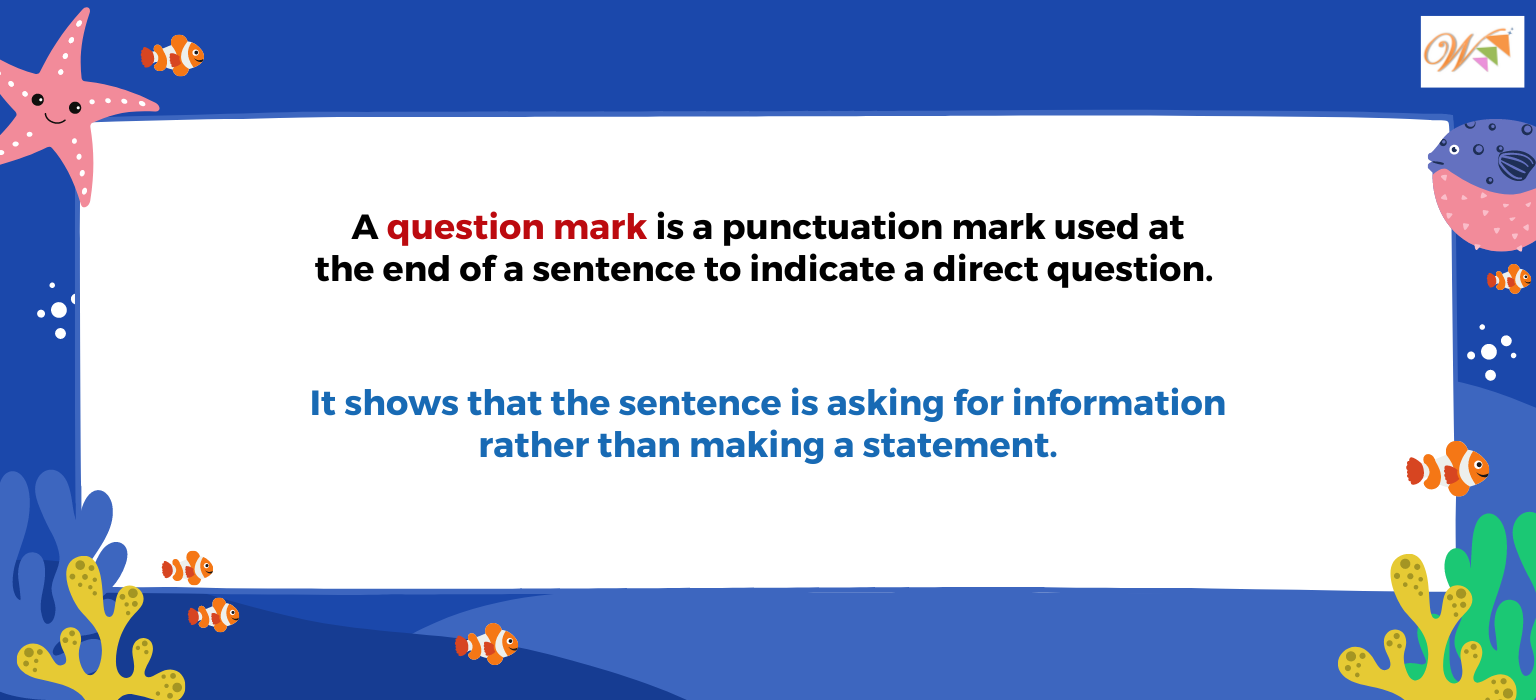 W
A question mark is a punctuation mark used at
the end of a sentence to indicate a direct question.
It shows that the sentence is asking for information
rather than making a statement.